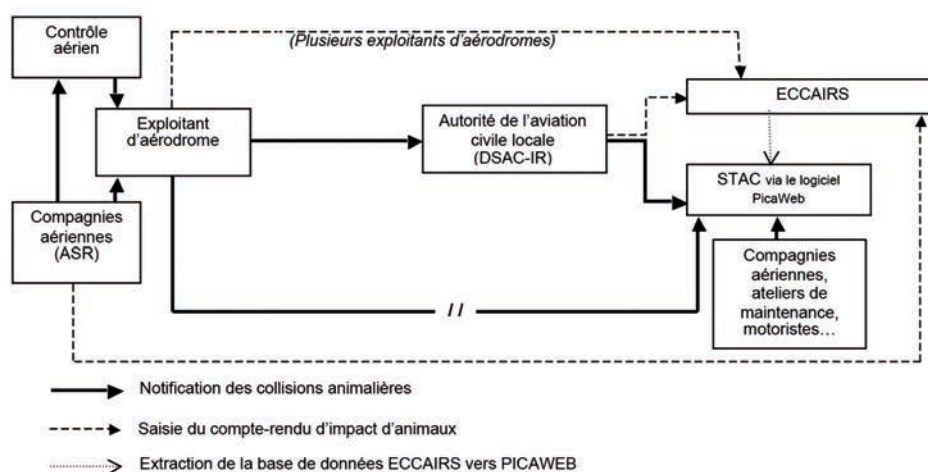 Contrôle
aérien
(Plusieurs exploitants d'aérodromes)
ECCAIRS
Exploitant
d'aérodrome
Autorité de l'aviation
civile locale
(DSAC-IR)
STAC via le logiciel
PicaWeb
Compagnies
aériennes
(ASR)
Compagnies
aériennes,
ateliers de
maintenance,
motoristes...
//
Notification des collisions animalières
Saisie du compte-rendu d'impact d'animaux
Extraction de la base de données ECCAIRS vers PICAWEB